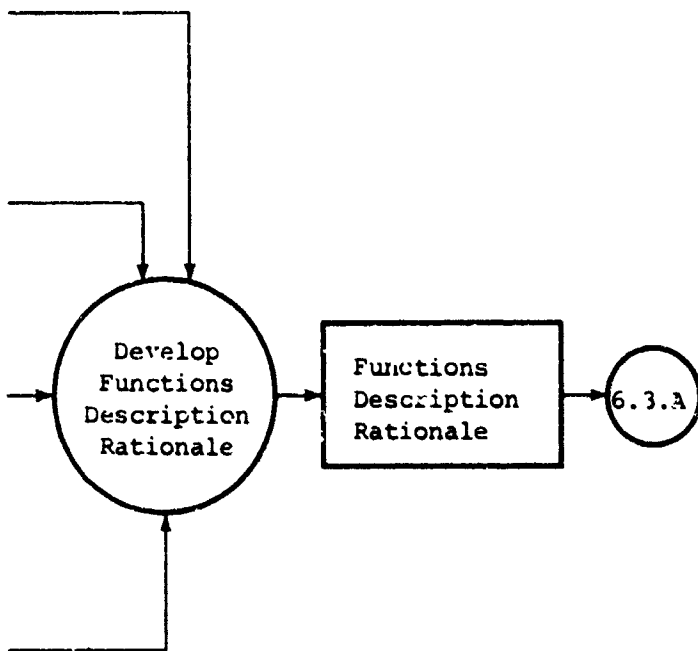 Develop
Functions
Description
Rationale
Functions
Description
Rationale
6.3.A